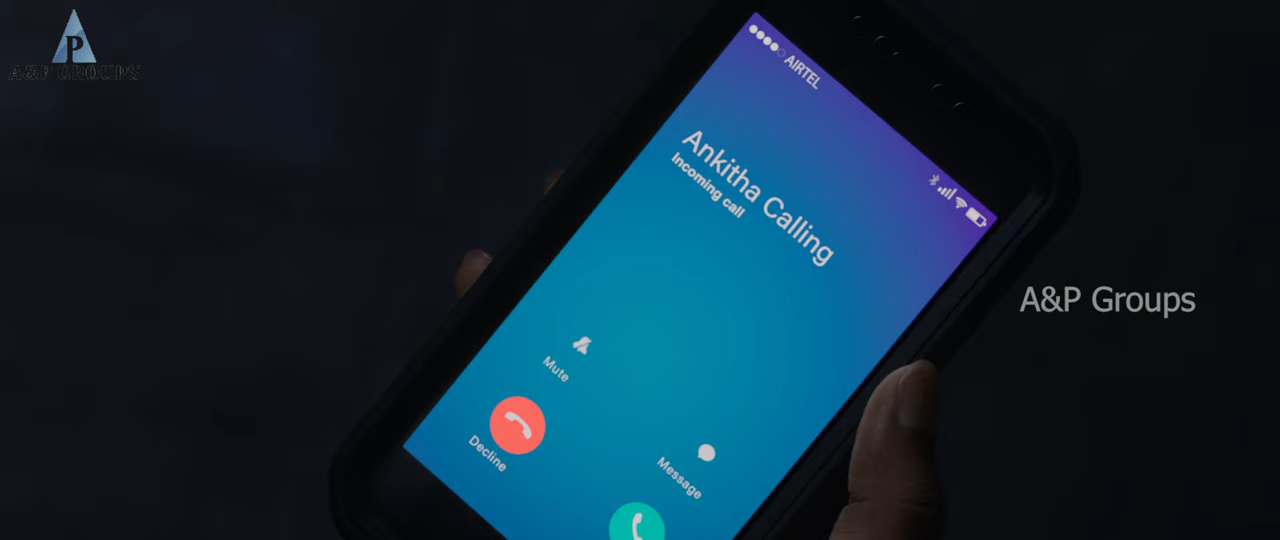 P
A&P GROUPS
AIRTEL
Ankitha Calling
Incoming call
A&P Groups
Mute
Decline
Message